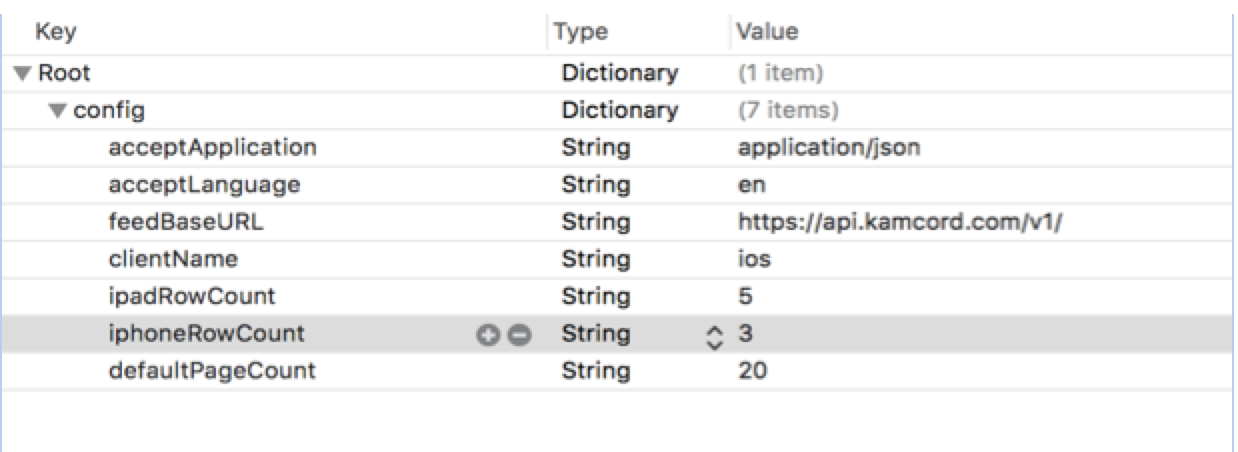 Key Type Value
Root Dictionary (1 item)
config Dictionary (7 items)
acceptApplication String application/json
acceptLanguage String en
feedBaseURL String https://api.kamcord.com/v1/
clientName String ios
ipadRowCount String 5
iphoneRowCount String 3
defaultPageCount String 20